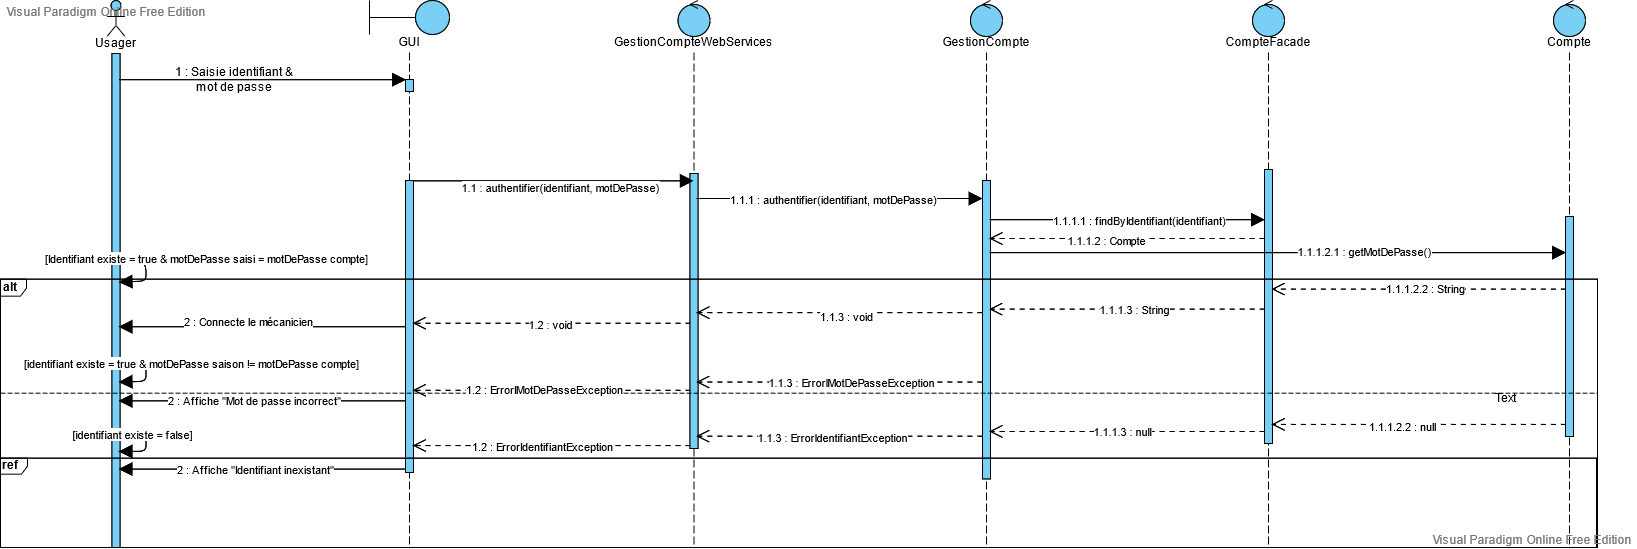 Visual Paradigm Online Free Edition
Usager
GUI
GestionCompteWebServices
GestionCompte
CompteFacade
Compte
1 : Saisie identifiant &
mot de passe
1.1 : authentifier(identifiant, motDePasse)
1.1.1 : authentifier(identifiant, motDePasse)
1.1.1.1 : findByIdentifiant(identifiant)
1.1.1.2 : Compte
1.1.1.2.1 : getMotDePasse()
[Identifiant existe = true & motDePasse saisi = motDePasse compte]
alt
1.1.1.2.2 : String
1.1.1.3 : String
1.1.3 : void
1.2 : void
2 : Connecte le mécanicien
[identifiant existe = true & motDePasse saison != motDePasse compte]
1.1.3 : ErrorlMotDePasseException
1.2 : ErrorlMotDePasseException
2 : Affiche "Mot de passe incorrect"
Text
1.1.1.2.2 : null
1.1.1.3 : null
[identifiant existe = false]
1.1.3 : ErrorIdentifiantException
1.2 : ErrorIdentifiantException
ref
2 : Affiche "Identifiant inexistant"
Visual Paradigm Online Free Edition